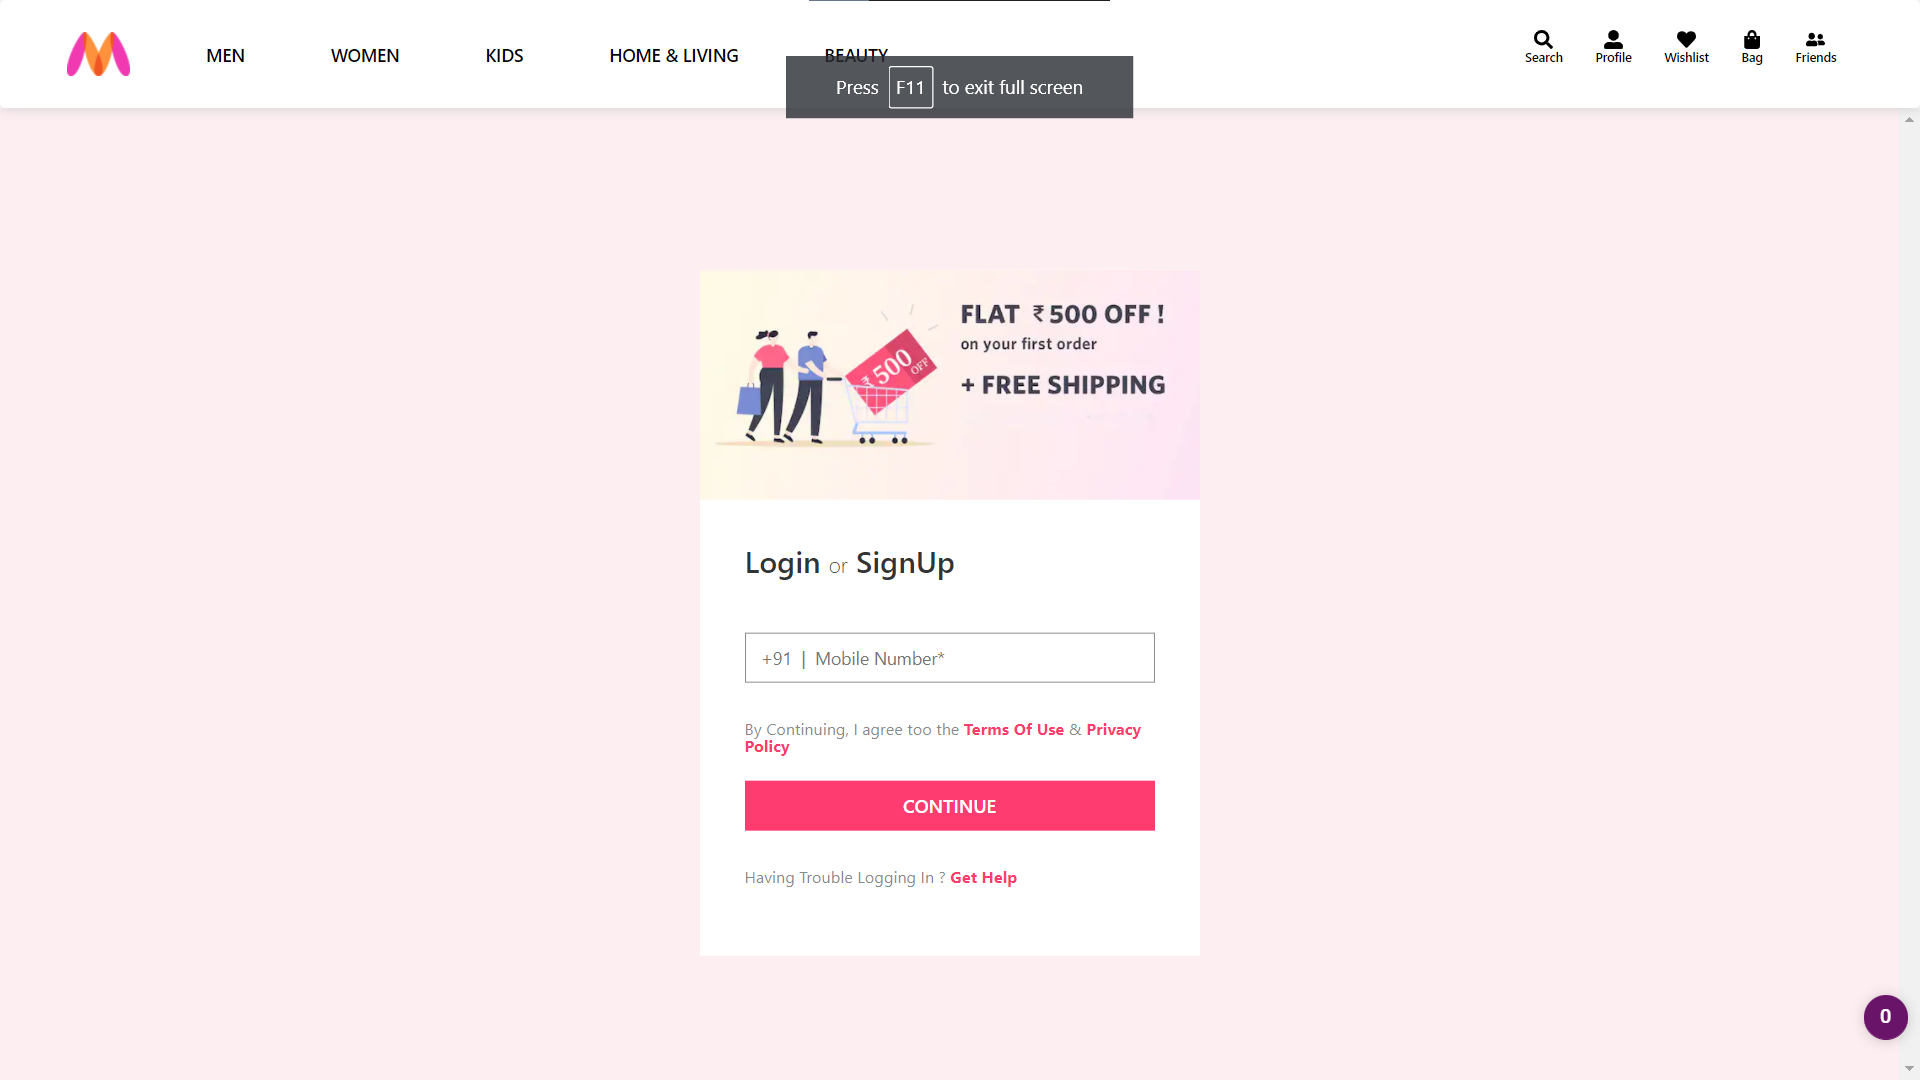 MEN WOMEN KIDS HOME & LIVING BEAUTY
Search Profile Wishlist Bag Friends
Press F11 to exit full screen
FLAT ₹500 OFF !
on your first order
+ FREE SHIPPING
₹500 OFF
Login or SignUp
+91 | Mobile Number*
By Continuing, I agree too the Terms Of Use & Privacy
Policy
CONTINUE
Having Trouble Logging In ? Get Help
0